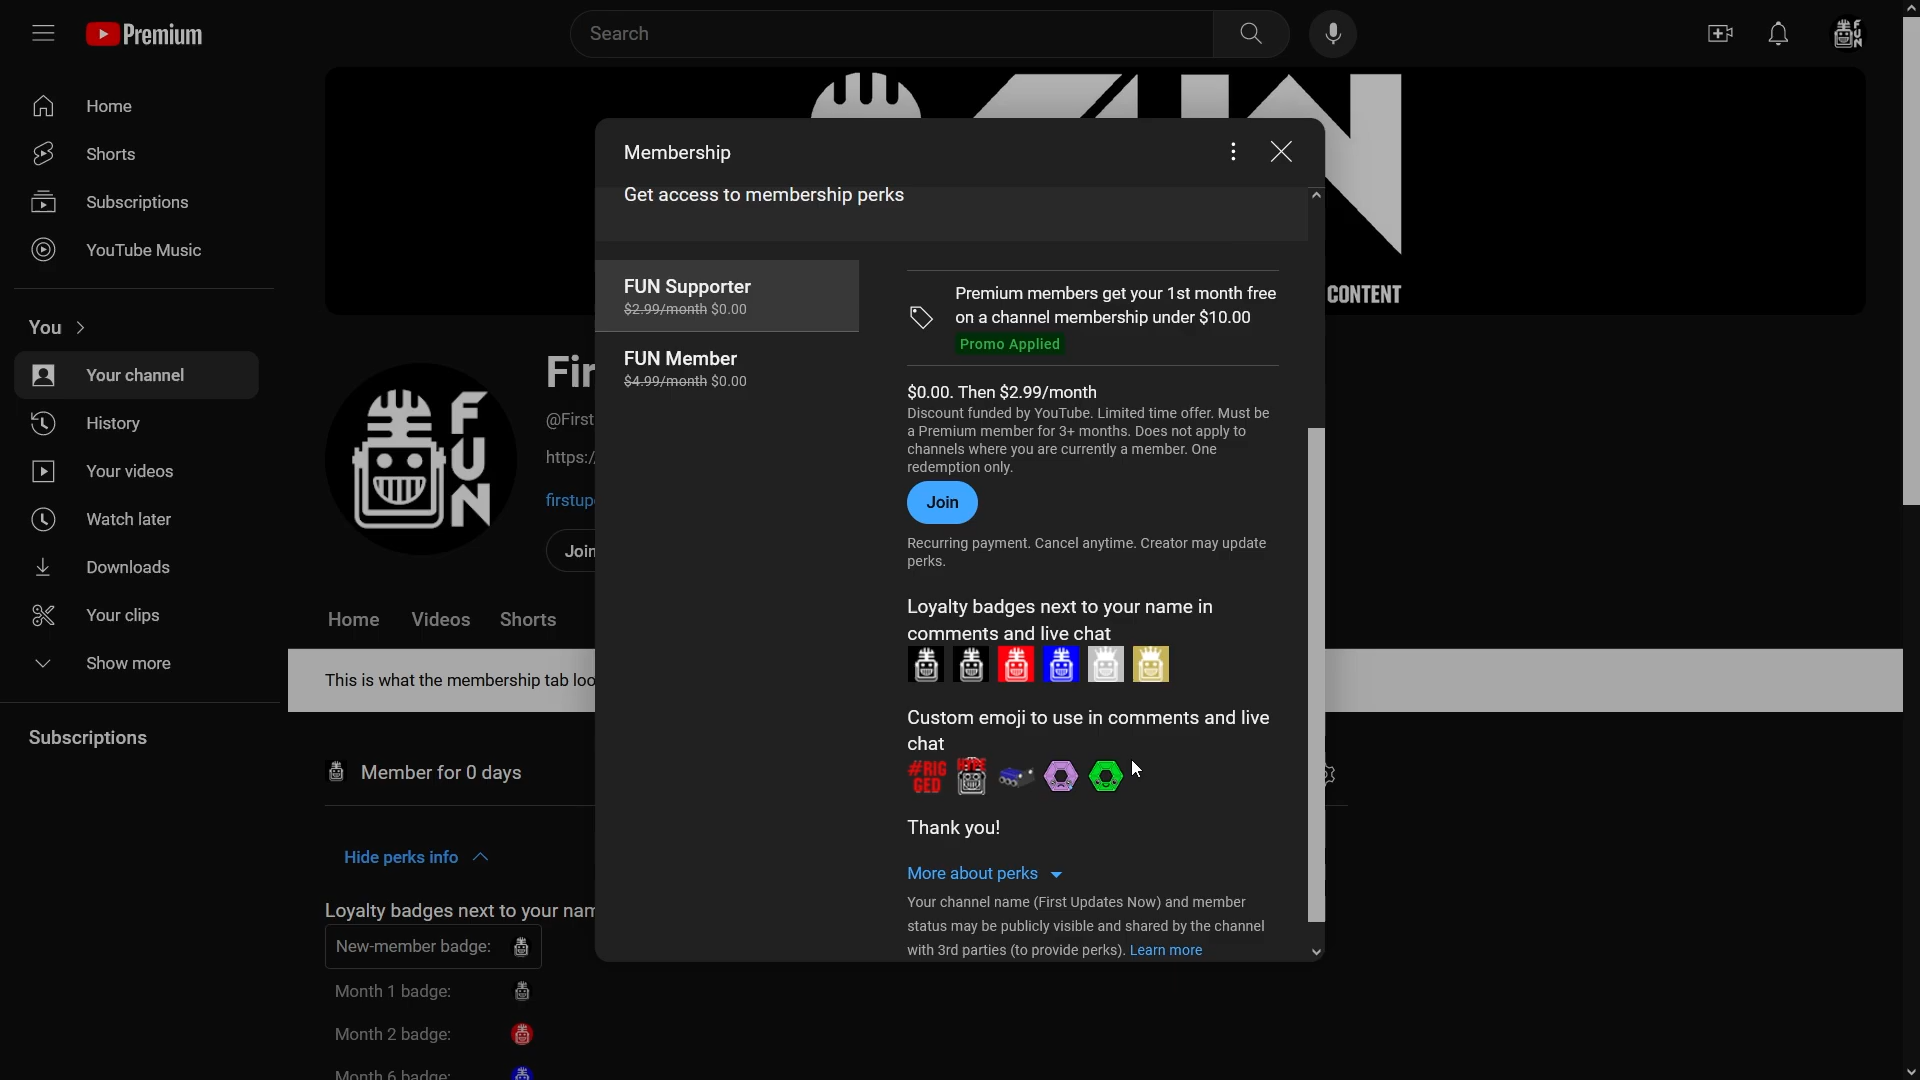 Premium
Search
FUN
Home
Shorts
Subscriptions
YouTube Music
You
Your channel
History
Your videos
Watch later
Downloads
Your clips
Show more
Subscriptions
CONTENT
FUN
Fir
@First
https:/
firstup
Join
Home Videos Shorts
This is what the membership tab loo
Member for 0 days
Hide perks info
Loyalty badges next to your nam
New-member badge:
Month 1 badge:
Month 2 badge:
Month 6 badge:
Membership
Get access to membership perks
FUN Supporter
$2.99/month $0.00
FUN Member
$4.99/month $0.00
Premium members get your 1st month free
on a channel membership under $10.00
Promo Applied
$0.00. Then $2.99/month
Discount funded by YouTube. Limited time offer. Must be
a Premium member for 3+ months. Does not apply to
channels where you are currently a member. One
redemption only.
Join
Recurring payment. Cancel anytime. Creator may update
perks.
Loyalty badges next to your name in
comments and live chat
Custom emoji to use in comments and live
chat
#RIG
GED
HYPE
Thank you!
More about perks
Your channel name (First Updates Now) and member
status may be publicly visible and shared by the channel
with 3rd parties (to provide perks). Learn more